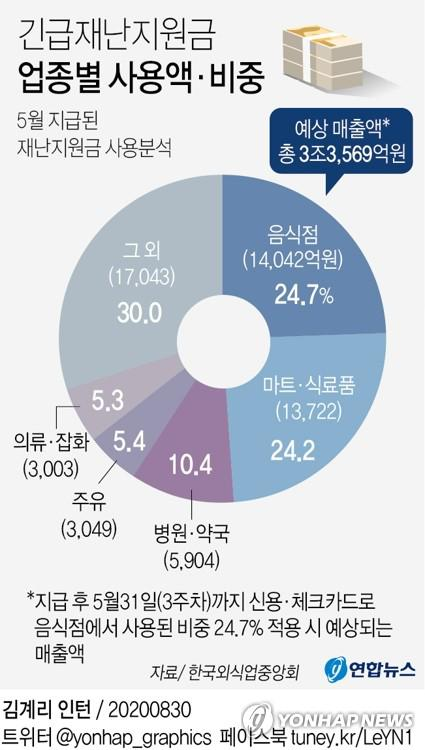 긴급재난지원금
업종별 사용액·비중
5월 지급된
재난지원금 사용분석
예상 매출액*
총 3조3,569억원
음식점
(14,042억원)
24.7%
마트·식료품
(13,722)
24.2
병원·약국
(5,904)
10.4
주유
(3,049)
5.4
의류·잡화
(3,003)
5.3
그 외
(17,043)
30.0
*지급 후 5월31일(3주차)까지 신용·체크카드로
음식점에서 사용된 비중 24.7% 적용 시 예상되는
매출액
자료/ 한국외식업중앙회
연합뉴스
김계리 인턴 / 20200830
트위터 @yonhap_graphics 페이스북 tuney.kr/LeYN1
YONHAP NEWS